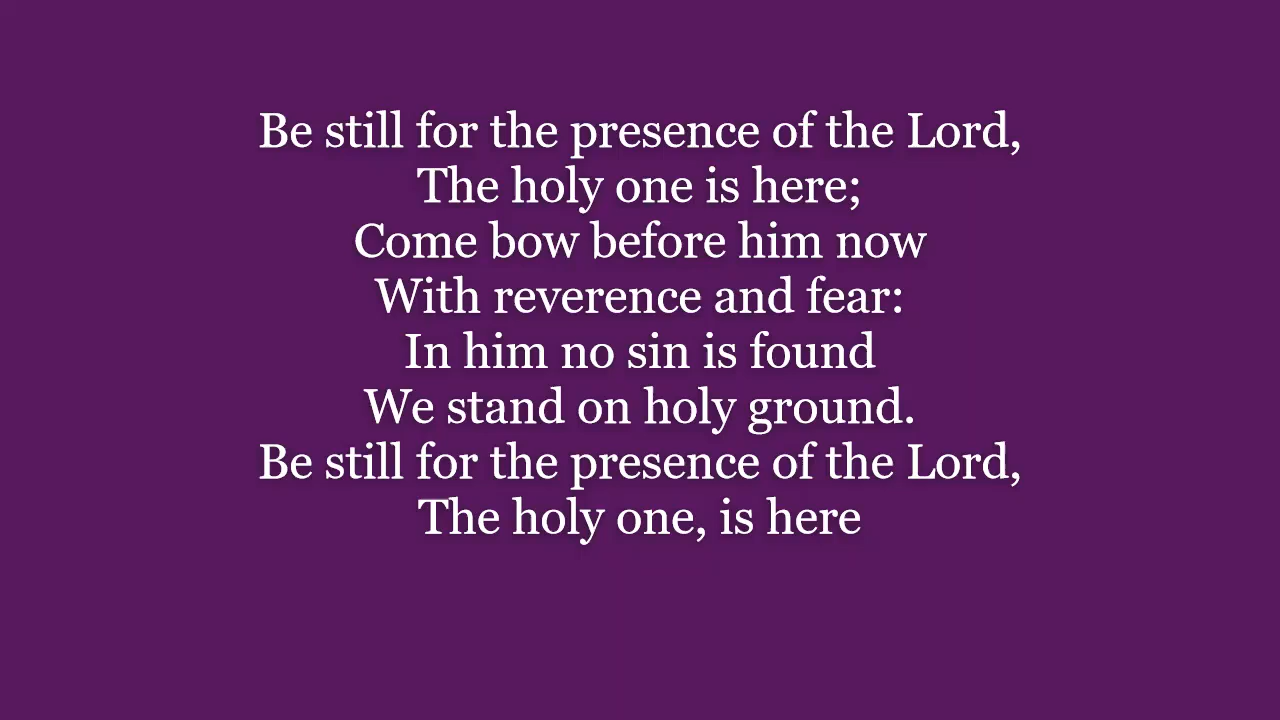 Be still for the presence of the Lord,
The holy one is here;
Come bow before him now
With reverence and fear:
In him no sin is found
We stand on holy ground.
Be still for the presence of the Lord,
The holy one, is here